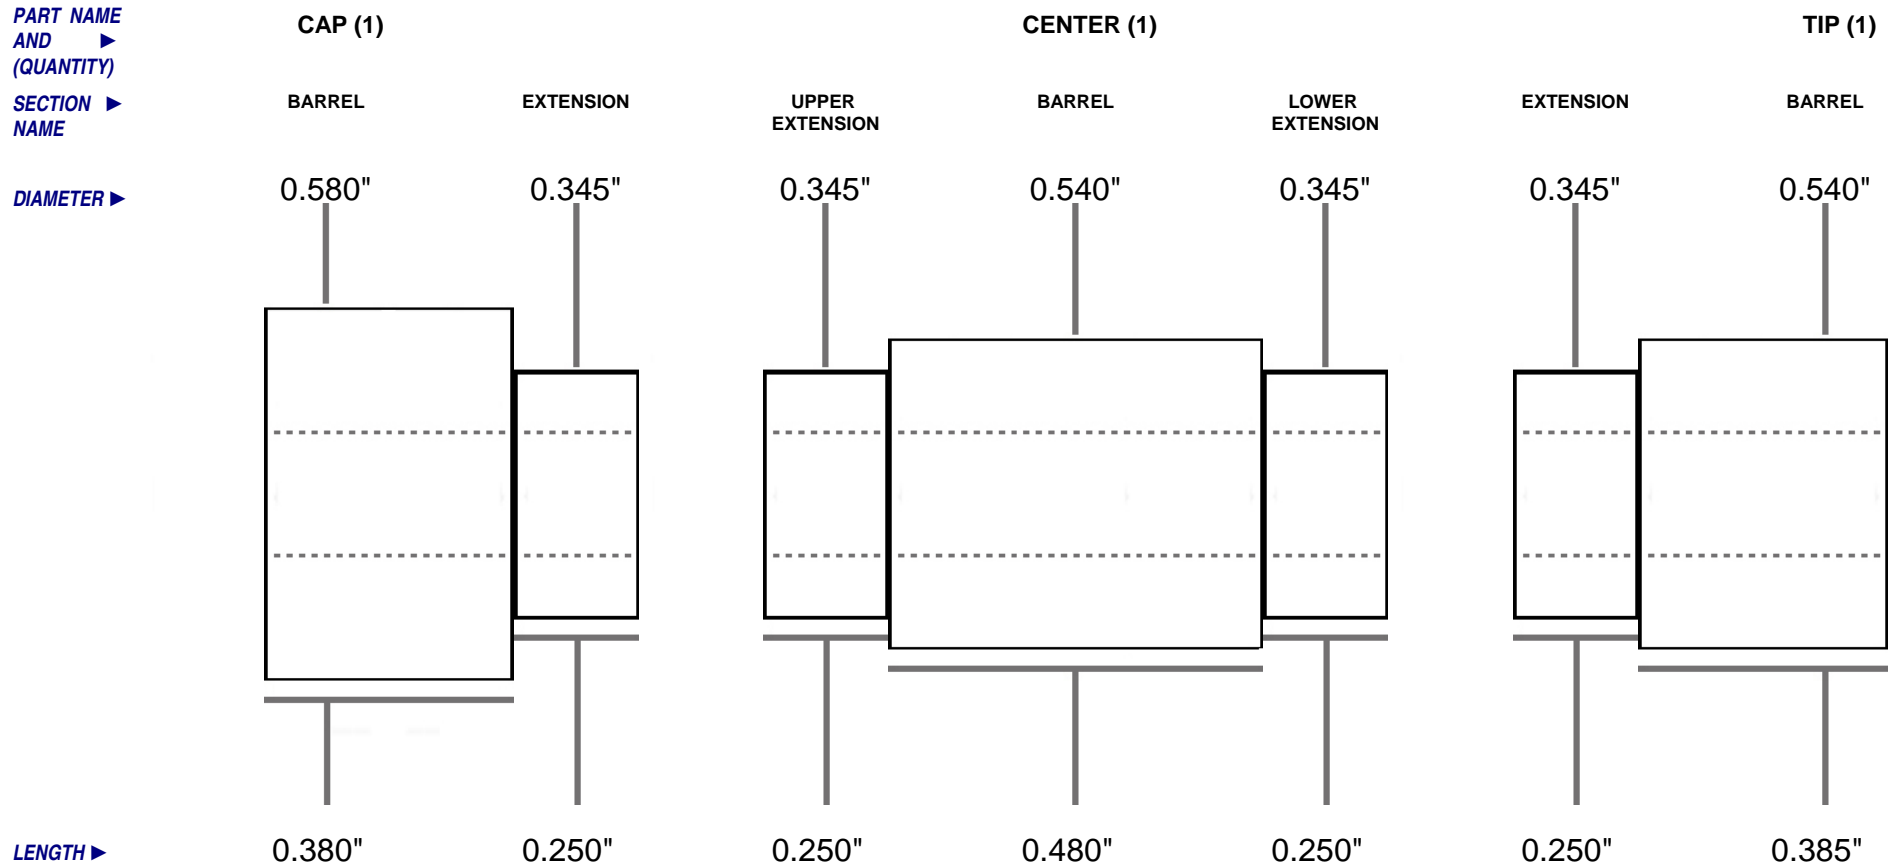 PART NAME
AND ►
(QUANTITY)
CAP (1)
CENTER (1)
TIP (1)
SECTION ►
NAME
BARREL
EXTENSION
UPPER
EXTENSION
BARREL
LOWER
EXTENSION
EXTENSION
BARREL
DIAMETER ►
0.580"
0.345"
0.345"
0.540"
0.345"
0.345"
0.540"
LENGTH ►
0.380"
0.250"
0.250"
0.480"
0.250"
0.250"
0.385"